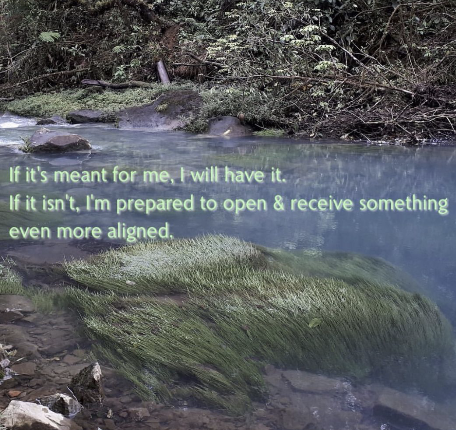 If it's meant for me, I will have it.
If it isn't, I'm prepared to open & receive something
even more aligned.